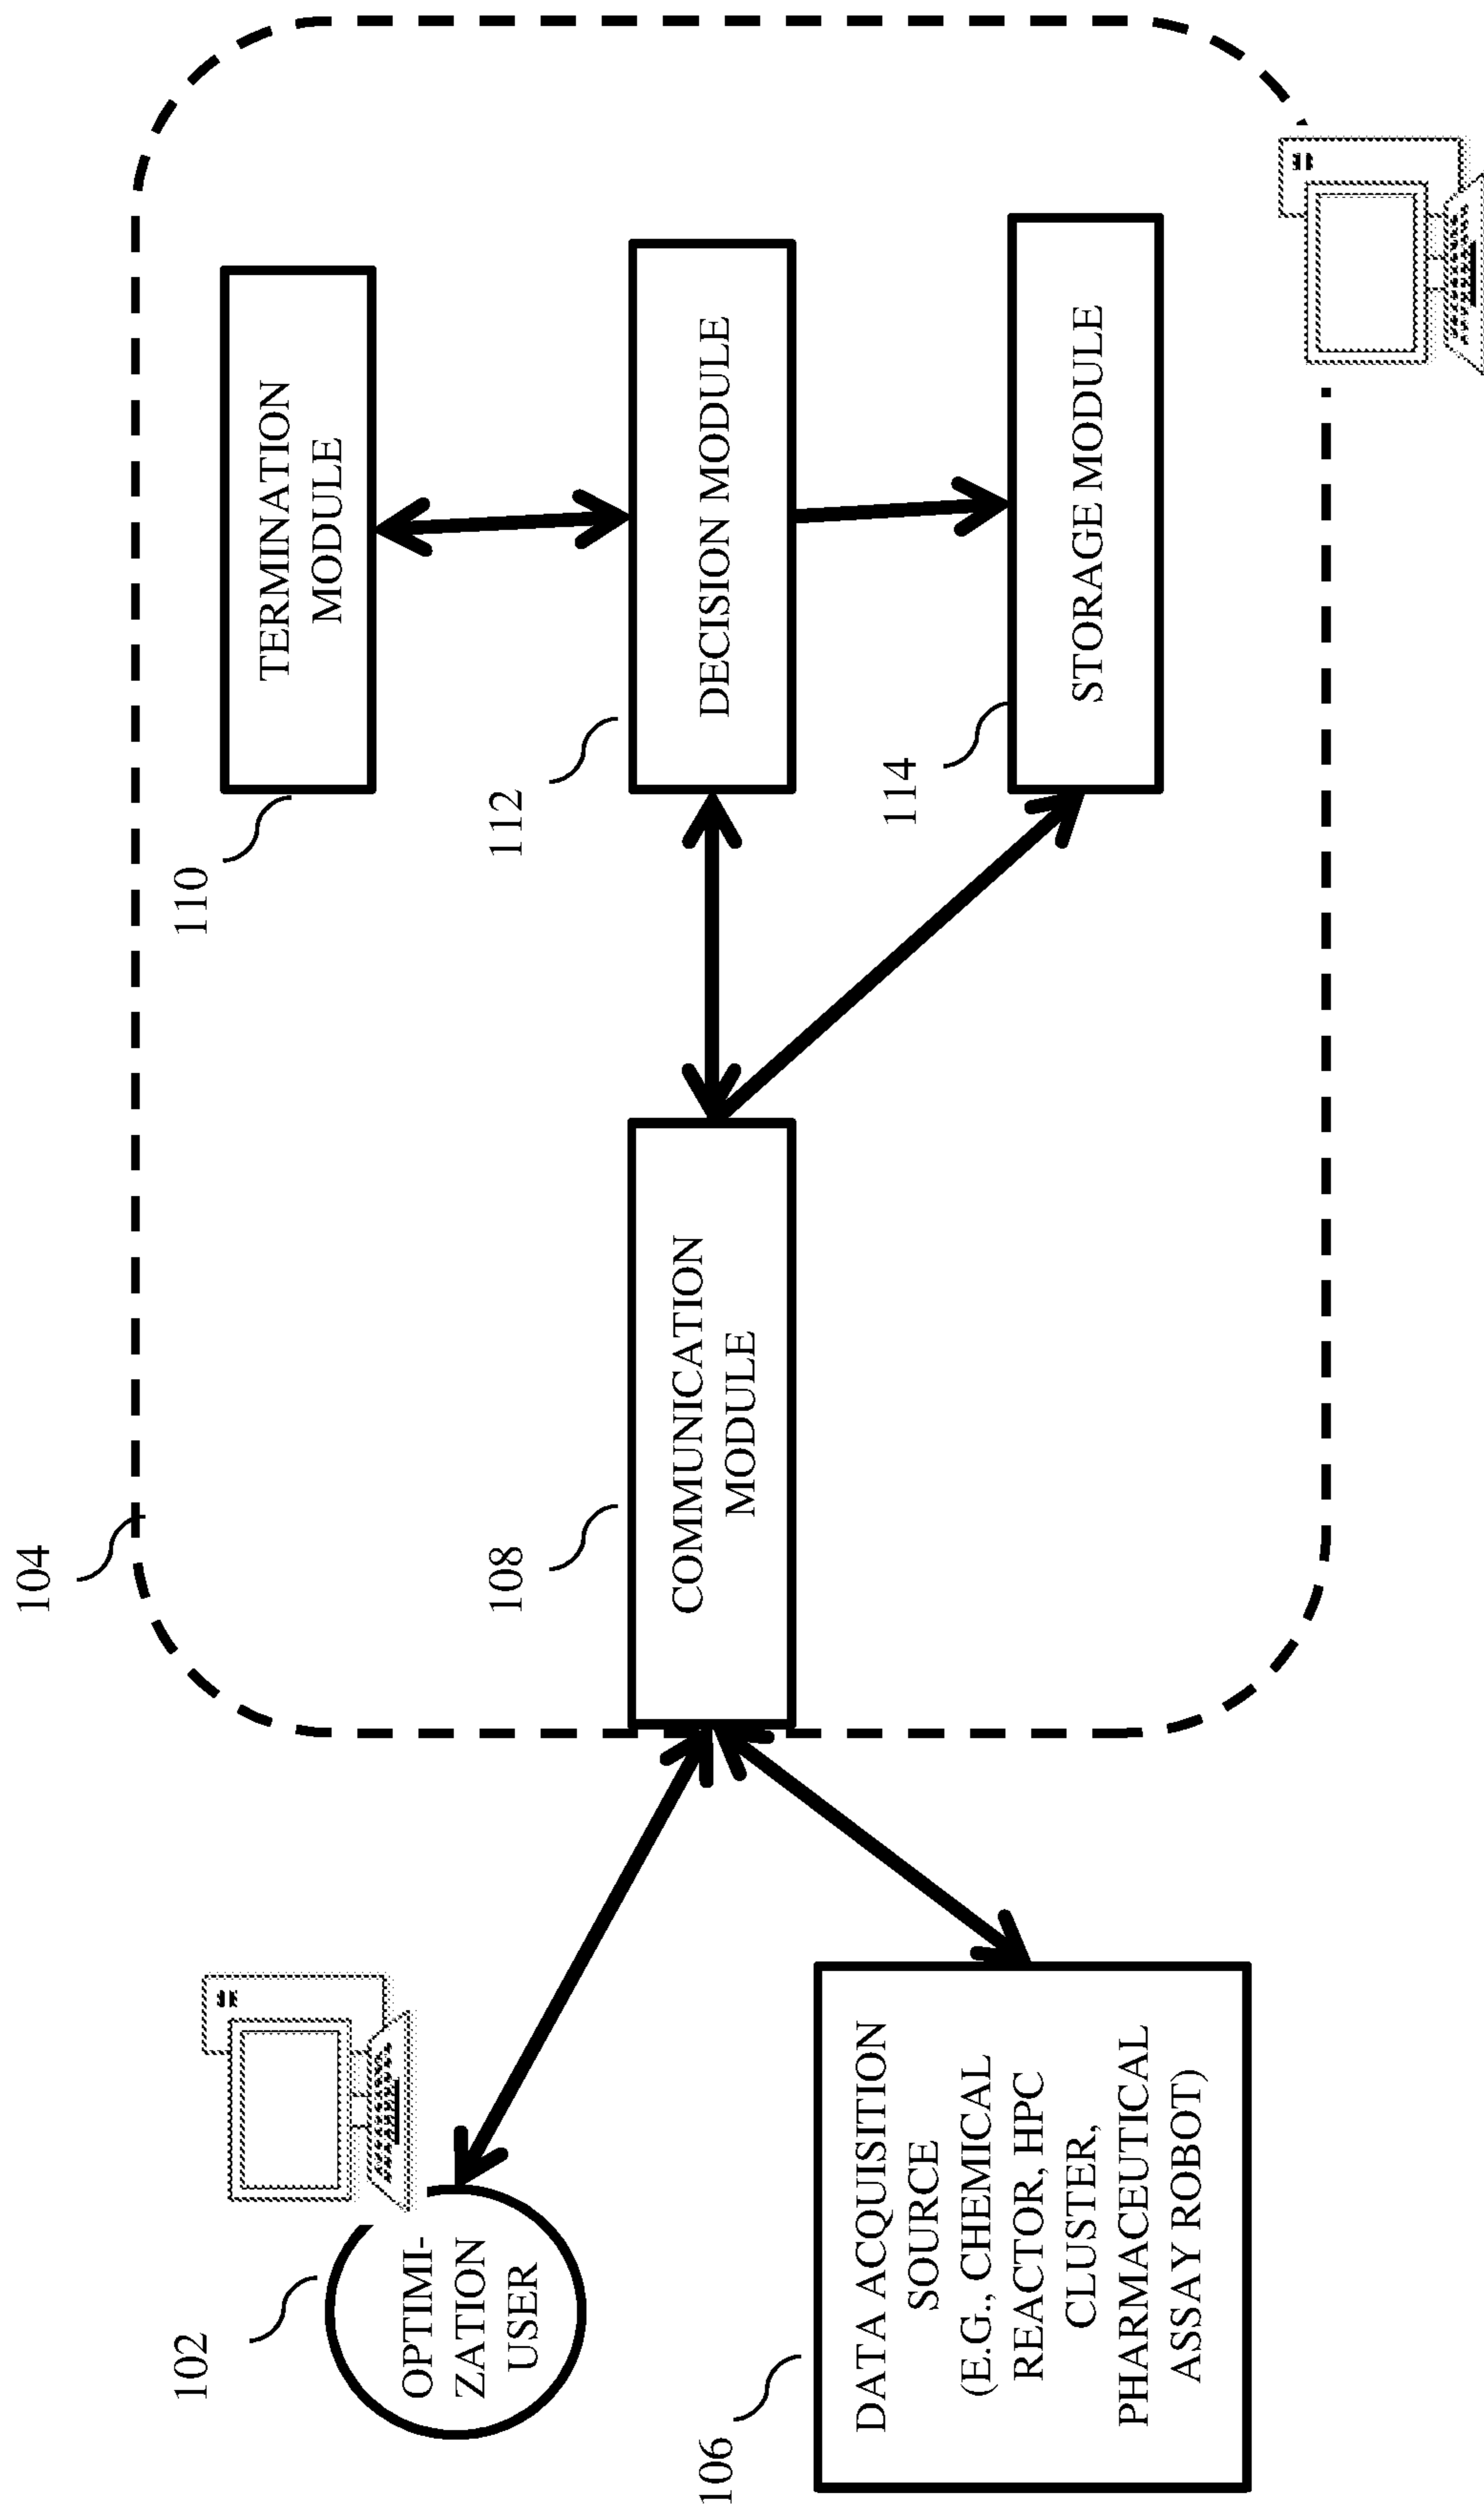 102
OPTIMI-
ZATION
USER
106
DATA ACQUISITION
SOURCE
(E.G., CHEMICAL
REACTOR, HPC
CLUSTER,
PHARMACEUTICAL
ASSAY ROBOT)
104
108
COMMUNICATION
MODULE
110
TERMINATION
MODULE
112
DECISION MODULE
114
STORAGE MODULE